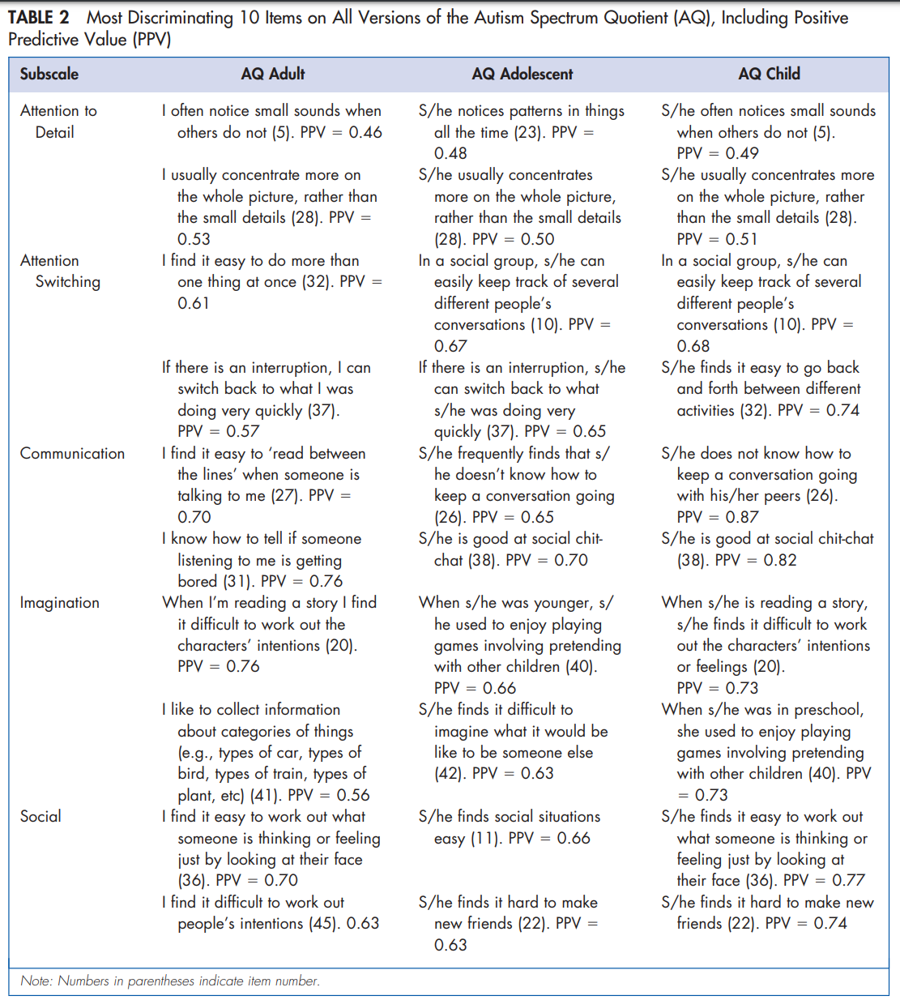 TABLE 2 Most Discriminating 10 Items on All Versions of the Autism Spectrum Quotient (AQ), Including Positive
Predictive Value (PPV)
Subscale AQ Adult AQ Adolescent AQ Child
Attention to
Detail
I often notice small sounds when
others do not (5). PPV = 0.46
S/he notices patterns in things
all the time (23). PPV =
0.48
S/he often notices small sounds
when others do not (5).
PPV = 0.49
I usually concentrate more on
the whole picture, rather than
the small details (28). PPV =
0.53
S/he usually concentrates
more on the whole picture,
rather than the small details
(28). PPV = 0.50
S/he usually concentrates more
on the whole picture, rather
than the small details (28).
PPV = 0.51
Attention
Switching
I find it easy to do more than
one thing at once (32). PPV =
0.61
In a social group, s/he can
easily keep track of several
different people's
conversations (10). PPV =
0.67
In a social group, s/he can
easily keep track of several
different people's
conversations (10). PPV =
0.68
If there is an interruption, I can
switch back to what I was
doing very quickly (37).
PPV = 0.57
If there is an interruption, s/he
can switch back to what
s/he was doing very
quickly (37). PPV = 0.65
S/he finds it easy to go back
and forth between different
activities (32). PPV = 0.74
Communication
I find it easy to ‘read between
the lines’ when someone is
talking to me (27). PPV =
0.70
S/he frequently finds that s/
he doesn't know how to
keep a conversation going
(26). PPV = 0.65
S/he does not know how to
keep a conversation going
with his/her peers (26).
PPV = 0.87
I know how to tell if someone
listening to me is getting
bored (31). PPV = 0.76
S/he is good at social chit-
chat (38). PPV = 0.70
S/he is good at social chit-chat
(38). PPV = 0.82
Imagination
When I'm reading a story I find
it difficult to work out the
characters' intentions (20).
PPV = 0.76
When s/he was younger, s/
he used to enjoy playing
games involving pretending
with other children (40).
PPV = 0.66
When s/he is reading a story,
s/he finds it difficult to work
out the characters' intentions
or feelings (20).
PPV = 0.73
I like to collect information
about categories of things
(e.g., types of car, types of
bird, types of train, types of
plant, etc) (41). PPV = 0.56
S/he finds it difficult to
imagine what it would be
like to be someone else
(42). PPV = 0.63
When s/he was in preschool,
she used to enjoy playing
games involving pretending
with other children (40). PPV
= 0.73
Social
I find it easy to work out what
someone is thinking or feeling
just by looking at their face
(36). PPV = 0.70
S/he finds social situations
easy (11). PPV = 0.66
S/he finds it easy to work out
what someone is thinking or
feeling just by looking at
their face (36). PPV = 0.77
I find it difficult to work out
people's intentions (45). 0.63
S/he finds it hard to make
new friends (22). PPV =
0.63
S/he finds it hard to make new
friends (22). PPV = 0.74
Note: Numbers in parentheses indicate item number.